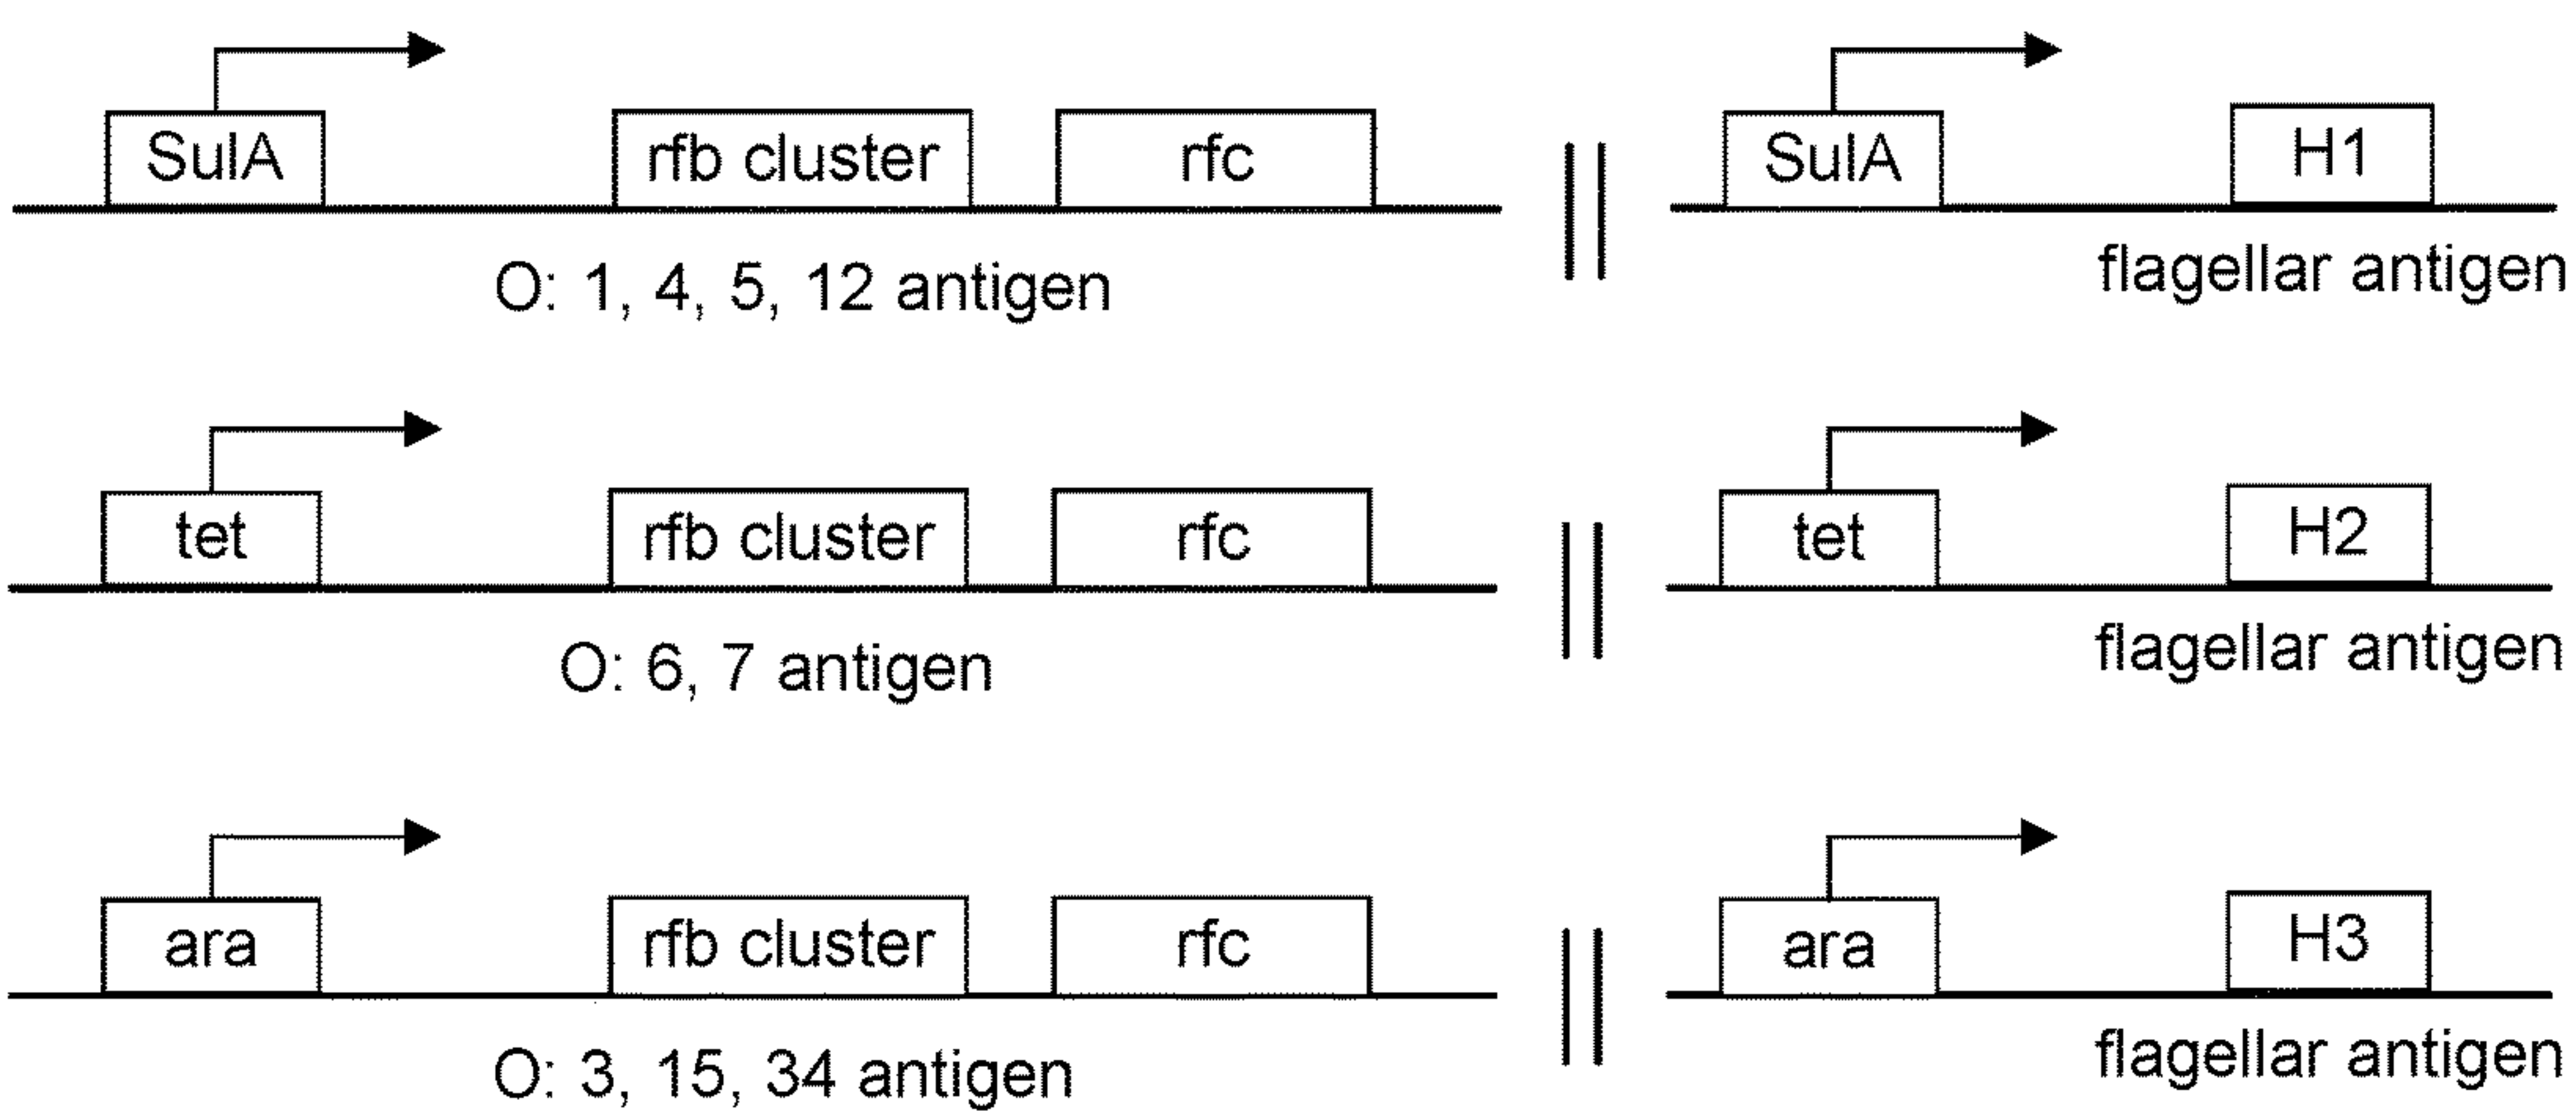 SulA rfb cluster rfc SulA H1
O: 1, 4, 5, 12 antigen flagellar antigen
tet rfb cluster rfc tet H2
O: 6, 7 antigen flagellar antigen
ara rfb cluster rfc ara H3
O: 3, 15, 34 antigen flagellar antigen